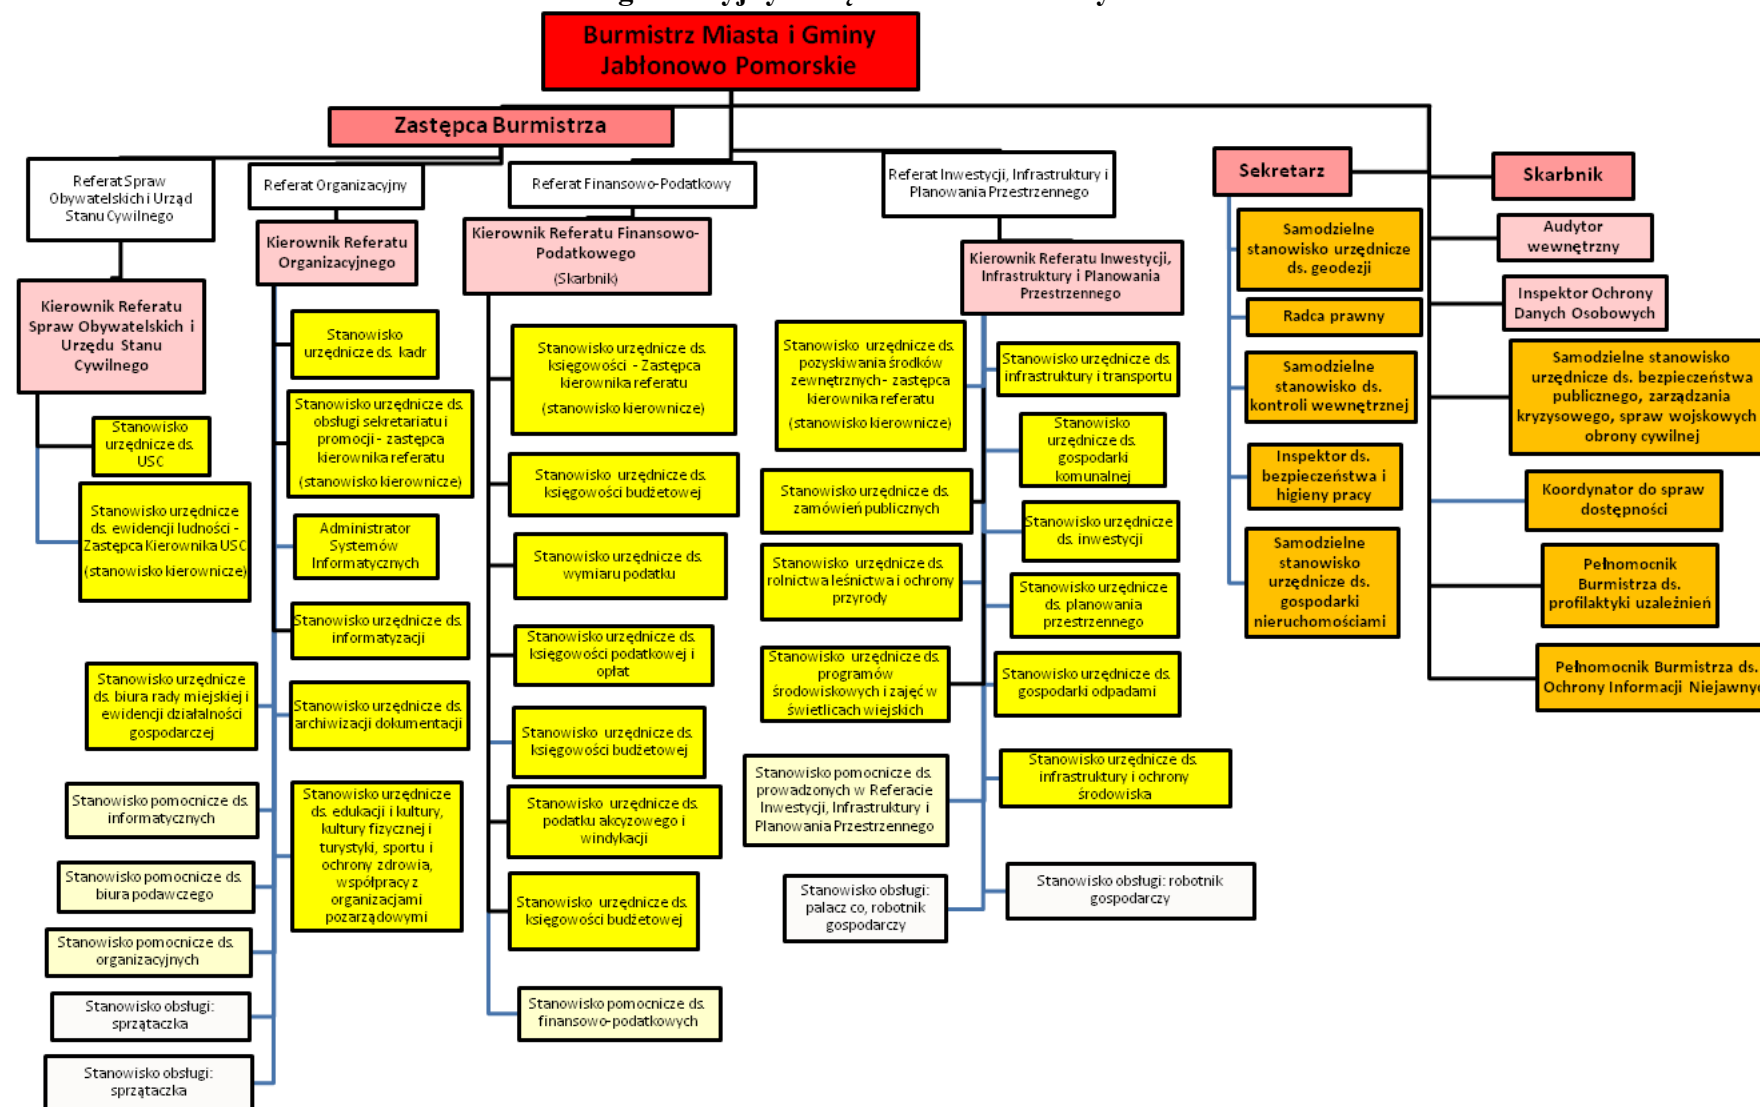 Burmistrz Miasta i Gminy
Jabłonowo Pomorskie
Zastępca Burmistrza
Referat Spraw
Obywatelskich i Urząd
Stanu Cywilnego
Referat Organizacyjny
Referat Finansowo-Podatkowy
Referat Inwestycji, Infrastruktury i
Planowania Przestrzennego
Sekretarz
Skarbnik
Kierownik Referatu
Spraw Obywatelskich i
Urzędu Stanu
Cywilnego
Stanowisko
urzędnicze ds.
USC
Stanowisko urzędnicze
ds. ewidencji ludności -
Zastępca Kierownika USC
(stanowisko kierownicze)
Kierownik Referatu
Organizacyjnego
Stanowisko
urzędnicze ds. kadr
Stanowisko urzędnicze ds.
obsługi sekretariatu i
promocji - zastępca
kierownika referatu
(stanowisko kierownicze)
Administrator
Systemów
Informatycznych
Stanowisko urzędnicze ds.
informatyzacji
Stanowisko urzędnicze
ds. biura rady miejskiej i
ewidencji działalności
gospodarczej
Stanowisko urzędnicze ds.
archiwizacji dokumentacji
Stanowisko pomocnicze ds.
informatycznych
Stanowisko urzędnicze
ds. edukacji i kultury,
kultury fizycznej i
turystyki, sportu i
ochrony zdrowia,
współpracy z
organizacjami
pozarządowymi
Stanowisko pomocnicze ds.
biura podawczego
Stanowisko pomocnicze ds.
organizacyjnych
Stanowisko obsługi:
sprzątaczka
Stanowisko obsługi:
sprzątaczka
Kierownik Referatu Finansowo-
Podatkowego
(Skarbnik)
Stanowisko urzędnicze ds.
księgowości - Zastępca
kierownika referatu
(stanowisko kierownicze)
Stanowisko urzędnicze ds.
księgowości budżetowej
Stanowisko urzędnicze ds.
wymiaru podatku
Stanowisko urzędnicze ds.
księgowości podatkowej i
opłat
Stanowisko urzędnicze ds.
księgowości budżetowej
Stanowisko urzędnicze ds.
podatku akcyzowego i
windykacji
Stanowisko urzędnicze ds.
księgowości budżetowej
Stanowisko pomocnicze ds.
finansowo-podatkowych
Kierownik Referatu Inwestycji,
Infrastruktury i Planowania
Przestrzennego
Stanowisko urzędnicze ds.
pozyskiwania środków
zewnętrznych- zastępca
kierownika referatu
(stanowisko kierownicze)
Stanowisko urzędnicze ds.
infrastruktury i transportu
Stanowisko
urzędnicze ds.
gospodarki
komunalnej
Stanowisko urzędnicze ds.
zamówień publicznych
Stanowisko urzędnicze
ds. inwestycji
Stanowisko urzędnicze ds.
rolnictwa leśnictwa i ochrony
przyrody
Stanowisko urzędnicze
ds. planowania
przestrzennego
Stanowisko urzędnicze ds.
programów
środowiskowych i zajęć w
świetlicach wiejskich
Stanowisko urzędnicze ds.
gospodarki odpadami
Stanowisko pomocnicze ds.
prowadzonych w Referacie
Inwestycji, Infrastruktury i
Planowania Przestrzennego
Stanowisko urzędnicze ds.
infrastruktury i ochrony
środowiska
Stanowisko obsługi:
palacz co, robotnik
gospodarczy
Stanowisko obsługi: robotnik
gospodarczy
Samodzielne
stanowisko urzędnicze
ds. geodezji
Radca prawny
Samodzielne
stanowisko ds.
kontroli wewnętrznej
Inspektor ds.
bezpieczeństwa i
higieny pracy
Samodzielne
stanowisko
urzędnicze ds.
gospodarki
nieruchomościami
Audytor
wewnętrzny
Inspektor Ochrony
Danych Osobowych
Samodzielne stanowisko
urzędnicze ds. bezpieczeństwa
publicznego, zarządzania
kryzysowego, spraw wojskowych
obrony cywilnej
Koordynator do spraw
dostępności
Pełnomocnik
Burmistrza ds.
profilaktyki uzależnień
Pełnomocnik Burmistrza ds.
Ochrony Informacji